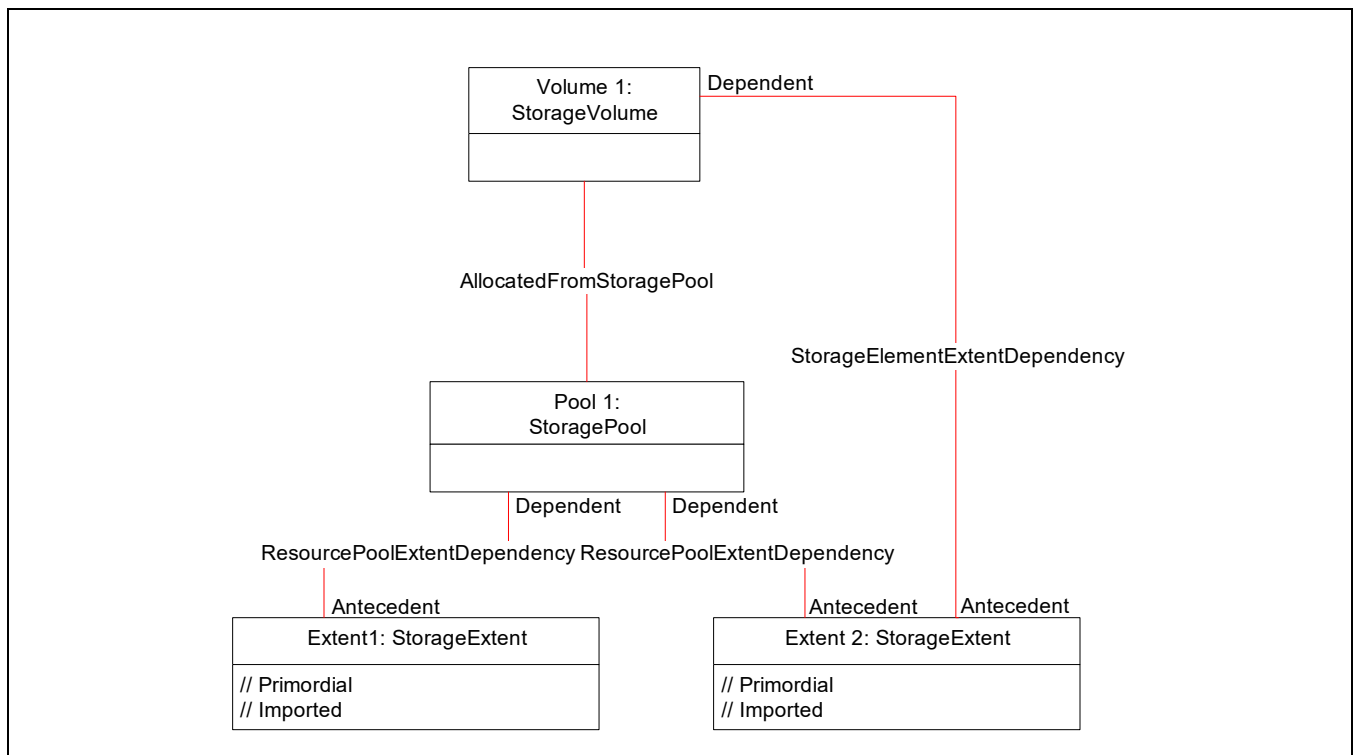 Volume 1:
StorageVolume
Dependent
AllocatedFromStoragePool
StorageElementExtentDependency
Pool 1:
StoragePool
Dependent
Dependent
ResourcePoolExtentDependency
ResourcePoolExtentDependency
Antecedent
Antecedent
Antecedent
Extent1: StorageExtent
// Primordial
// Imported
Extent 2: StorageExtent
// Primordial
// Imported